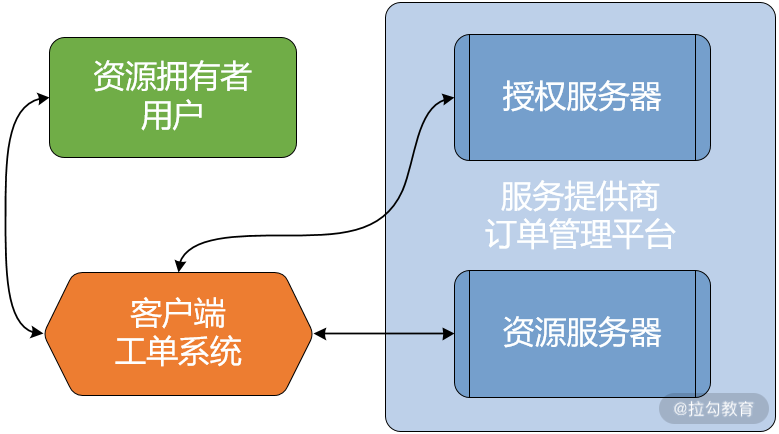 资源拥有者
用户
授权服务器
服务提供商
订单管理平台
客户端
工单系统
资源服务器
@拉勾教育